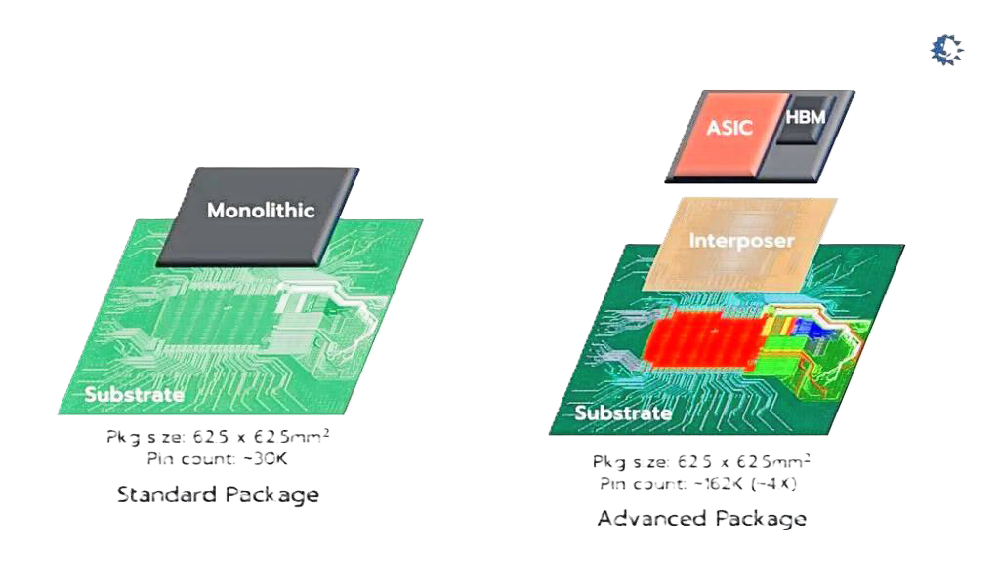 Monolithic
Substrate
Pkg size: 62.5 x 62.5mm²
Pin count: ~30K
Standard Package
ASIC
HBM
Interposer
Substrate
Pkg size: 62.5 x 62.5mm²
Pin count: ~162K (~4x)
Advanced Package